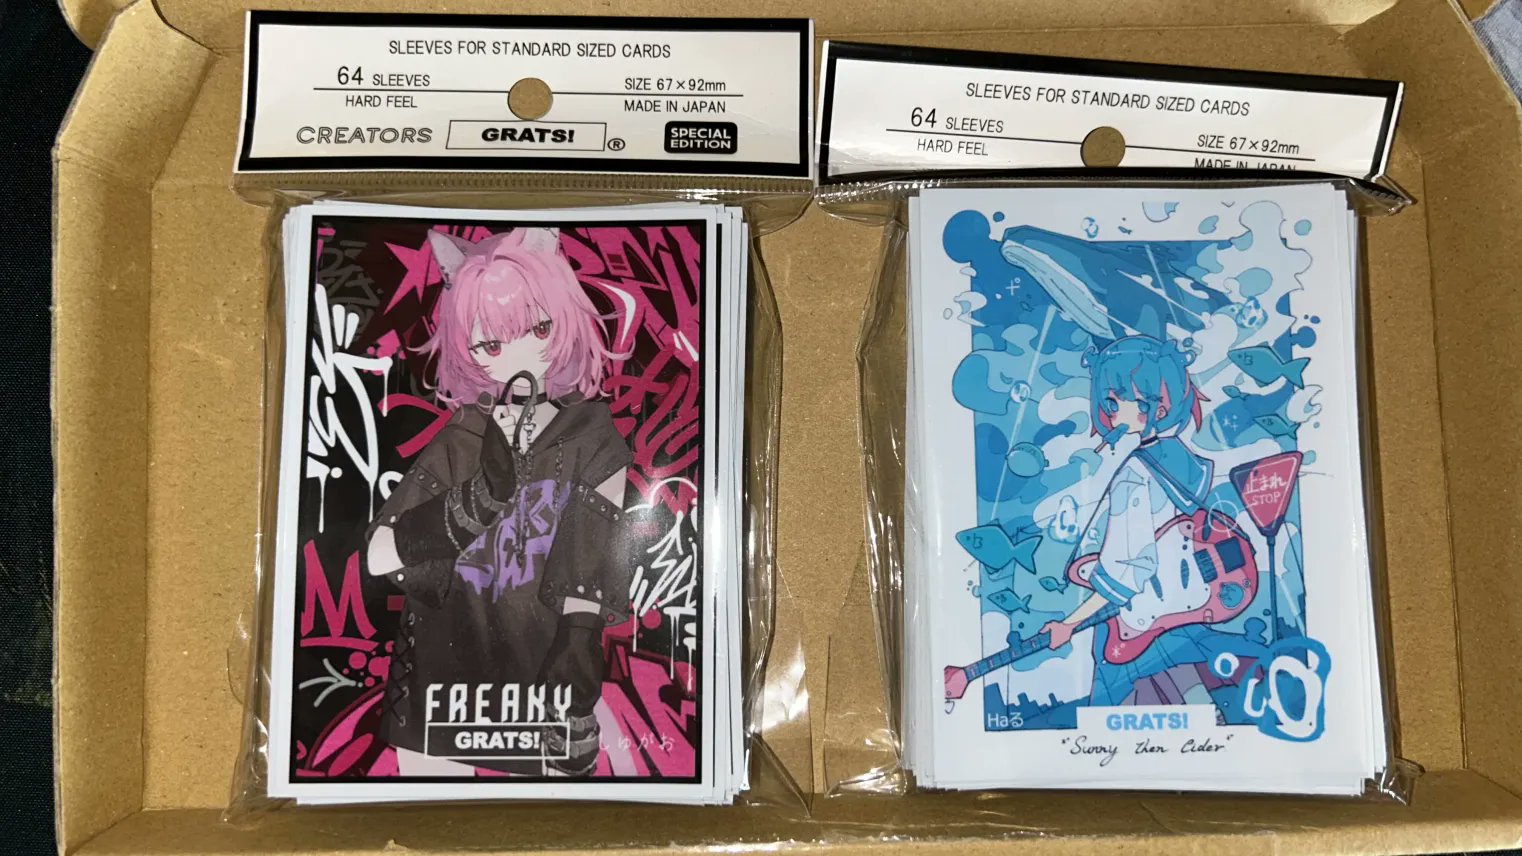 SLEEVES FOR STANDARD SIZED CARDS
64 SLEEVES
HARD FEEL
SIZE 67×92mm
MADE IN JAPAN
CREATORS GRATS!® SPECIAL EDITION
FREAKY
GRATS!
しゅがお
SLEEVES FOR STANDARD SIZED CARDS
64 SLEEVES
HARD FEEL
SIZE 67×92mm
MADE IN JAPAN
止まれ
STOP
Haる
GRATS!
"Sunny then Cider"